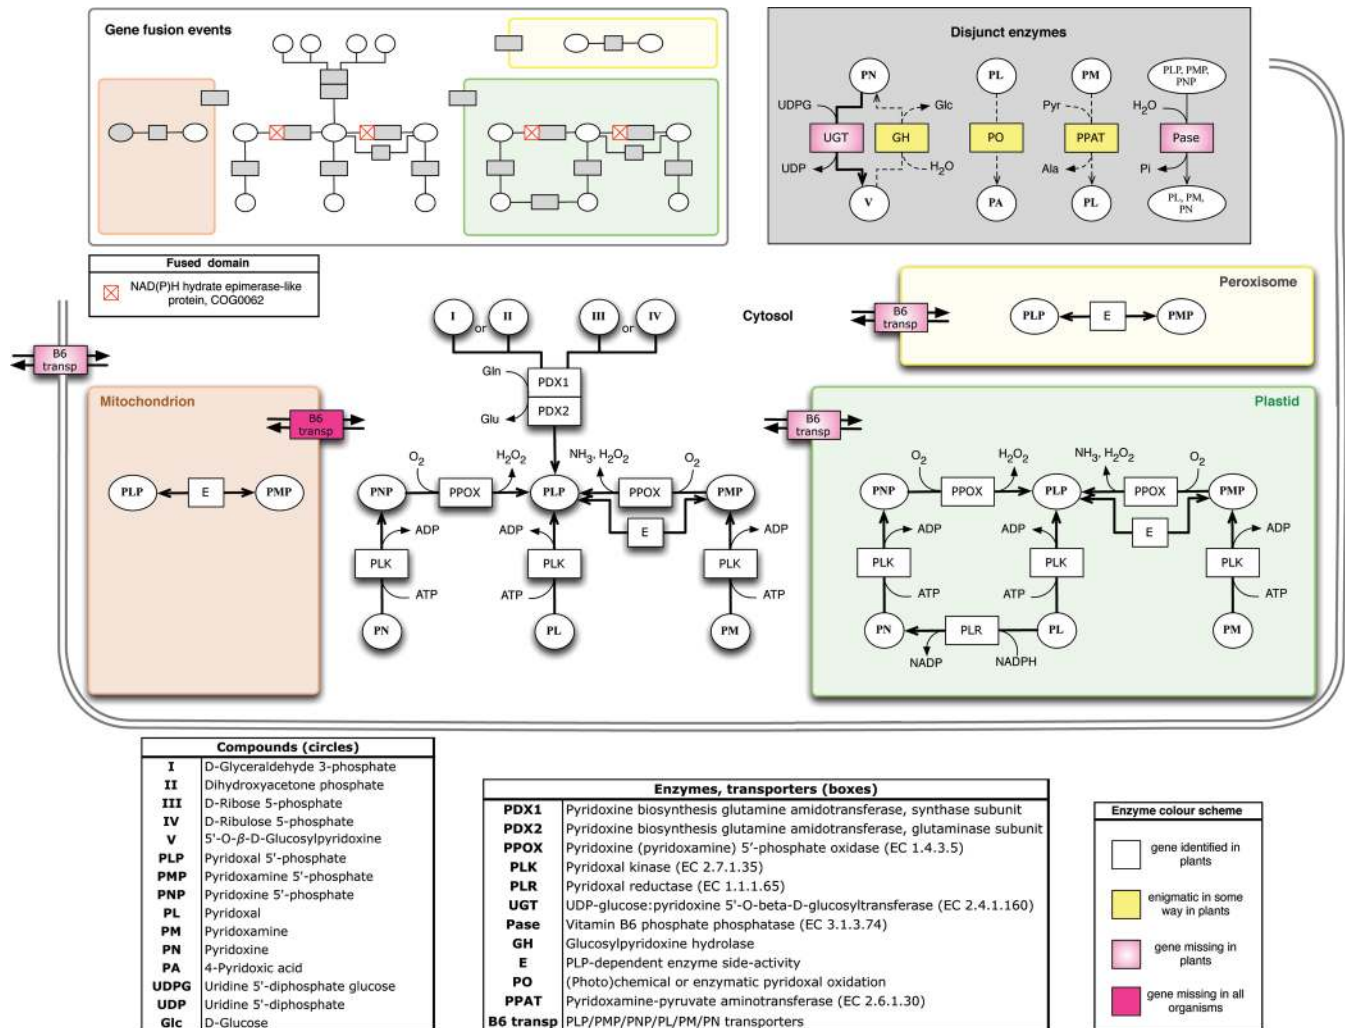 Gene fusion events
Disjunct enzymes
PN
PL
PM
PLP, PMP,
PNP
UDPG
Glc
Pyr
H2O
UGT
GH
PO
PPAT
Pase
UDP
H2O
Ala
Pi
V
PA
PL
PL, PM,
PN
Fused domain
NAD(P)H hydrate epimerase-like
protein, COG0062
Cytosol
Peroxisome
B6
transp
PLP
E
PMP
I
or
II
III
or
IV
B6
transp
Gln
PDX1
Glu
PDX2
Mitochondrion
B6
transp
PLP
E
PMP
B6
transp
Plastid
O2
H2O2
NH3, H2O2
O2
PNP
PPOX
PLP
PPOX
PMP
E
ADP
ADP
ADP
PLK
PLK
PLK
ATP
ATP
ATP
PN
PL
PM
O2
H2O2
NH3, H2O2
O2
PNP
PPOX
PLP
PPOX
PMP
E
ADP
ADP
ADP
PLK
PLK
PLK
ATP
ATP
ATP
PN
PLR
PL
PM
NADP
NADPH
Compounds (circles)
I D-Glyceraldehyde 3-phosphate
II Dihydroxyacetone phosphate
III D-Ribose 5-phosphate
IV D-Ribulose 5-phosphate
V 5'-O-β-D-Glucosylpyridoxine
PLP Pyridoxal 5'-phosphate
PMP Pyridoxamine 5'-phosphate
PNP Pyridoxine 5'-phosphate
PL Pyridoxal
PM Pyridoxamine
PN Pyridoxine
PA 4-Pyridoxic acid
UDPG Uridine 5'-diphosphate glucose
UDP Uridine 5'-diphosphate
Glc D-Glucose
Enzymes, transporters (boxes)
PDX1 Pyridoxine biosynthesis glutamine amidotransferase, synthase subunit
PDX2 Pyridoxine biosynthesis glutamine amidotransferase, glutaminase subunit
PPOX Pyridoxine (pyridoxamine) 5'-phosphate oxidase (EC 1.4.3.5)
PLK Pyridoxal kinase (EC 2.7.1.35)
PLR Pyridoxal reductase (EC 1.1.1.65)
UGT UDP-glucose:pyridoxine 5'-O-beta-D-glucosyltransferase (EC 2.4.1.160)
Pase Vitamin B6 phosphate phosphatase (EC 3.1.3.74)
GH Glucosylpyridoxine hydrolase
E PLP-dependent enzyme side-activity
PO (Photo)chemical or enzymatic pyridoxal oxidation
PPAT Pyridoxamine-pyruvate aminotransferase (EC 2.6.1.30)
B6 transp PLP/PMP/PNP/PL/PM/PN transporters
Enzyme colour scheme
gene identified in
plants
enigmatic in some
way in plants
gene missing in
plants
gene missing in all
organisms